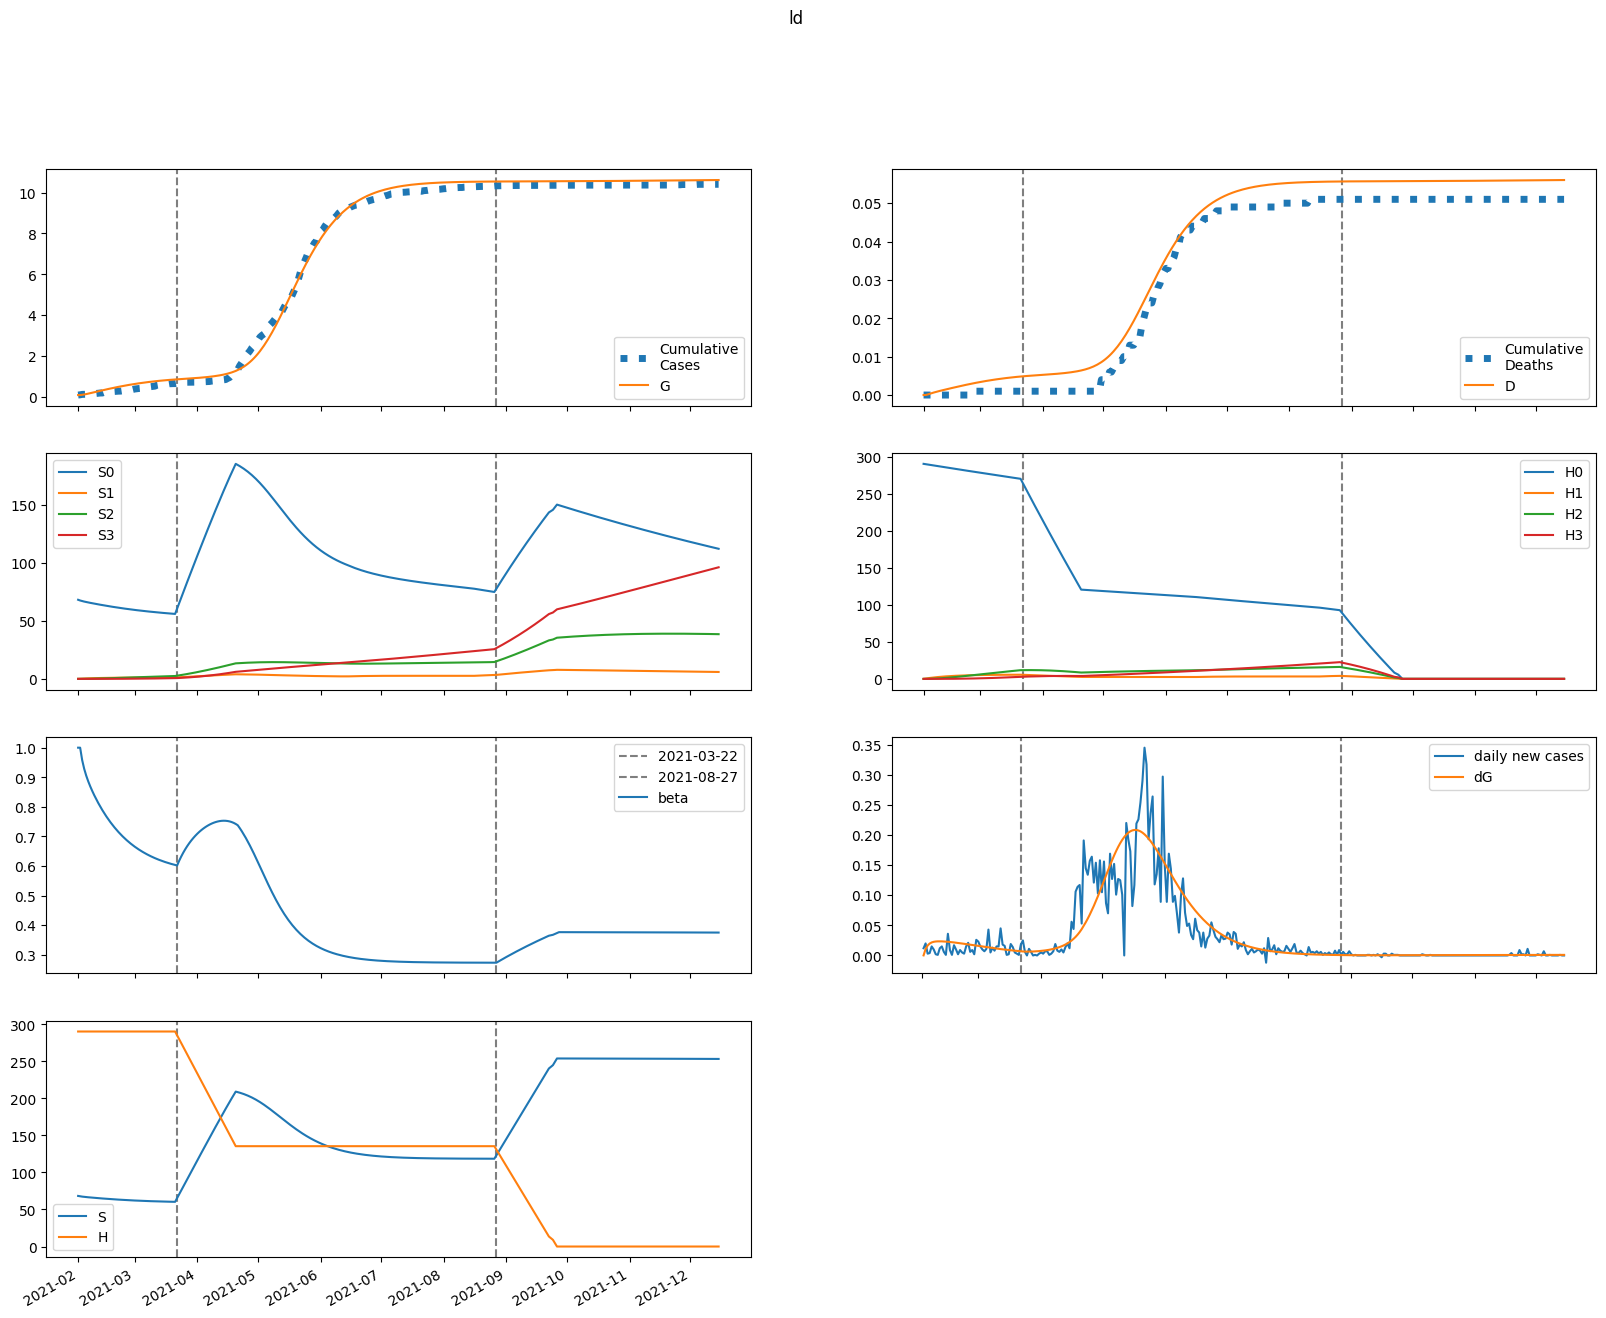 ld
10
8
6
4
2
0
Cumulative
Cases
G
0.05
0.04
0.03
0.02
0.01
0.00
Cumulative
Deaths
D
150
100
50
0
S0
S1
S2
S3
300
250
200
150
100
50
0
H0
H1
H2
H3
1.0
0.9
0.8
0.7
0.6
0.5
0.4
0.3
2021-03-22
2021-08-27
beta
0.35
0.30
0.25
0.20
0.15
0.10
0.05
0.00
daily new cases
dG
300
250
200
150
100
50
0
S
H
2021-02
2021-03
2021-04
2021-05
2021-06
2021-07
2021-08
2021-09
2021-10
2021-11
2021-12